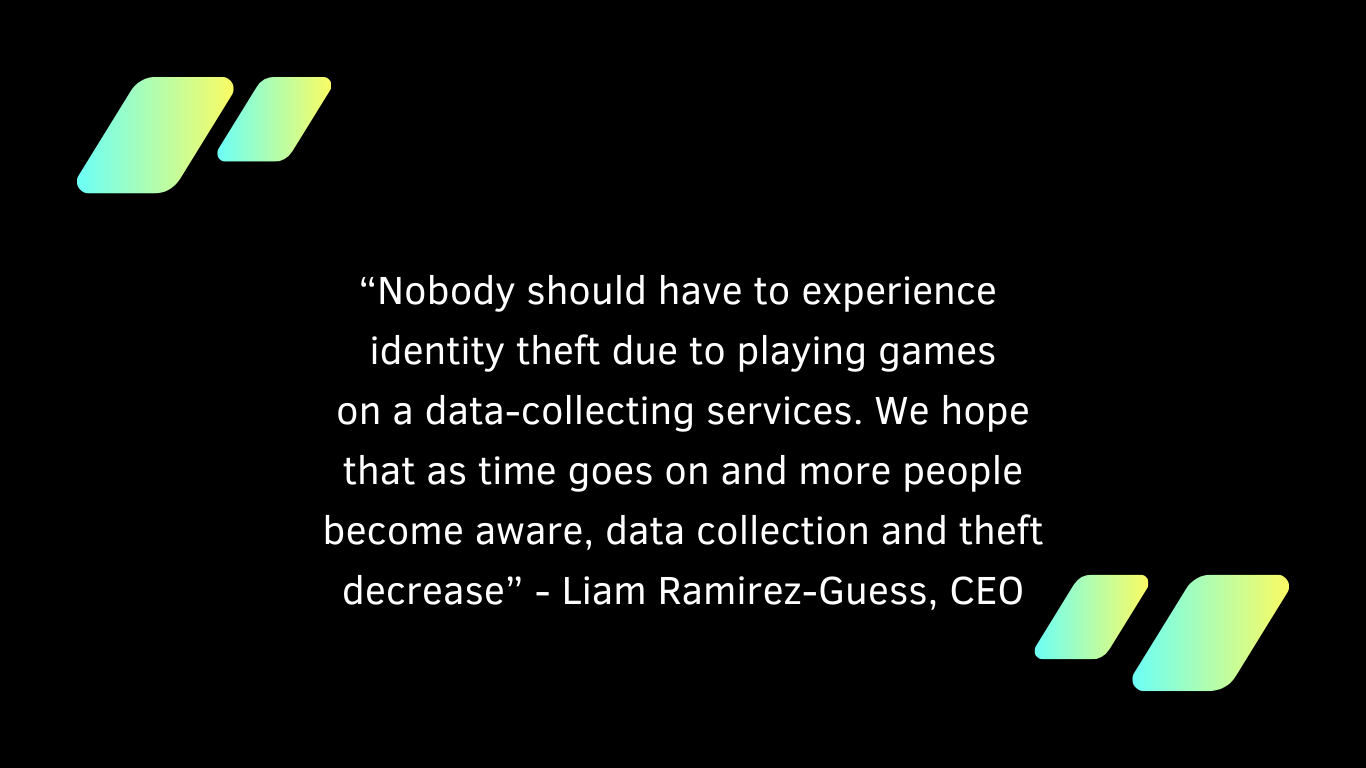 “Nobody should have to experience
identity theft due to playing games
on a data-collecting services. We hope
that as time goes on and more people
become aware, data collection and theft
decrease” - Liam Ramirez-Guess, CEO